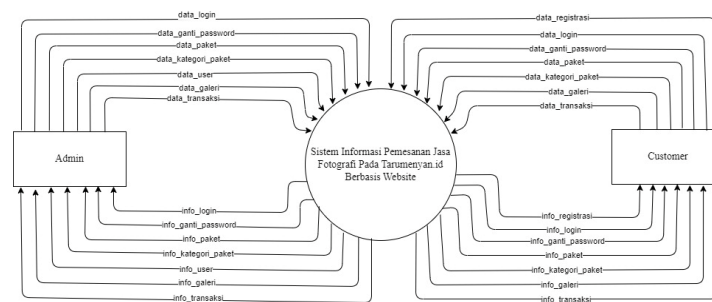 data_login
data_ganti_password
data_paket
data_kategori_paket
data_user
data_galeri
data_transaksi
data_registrasi
data_login
data_ganti_password
data_paket
data_kategori_paket
data_galeri
data_transaksi
Admin
Sistem Informasi Pemesanan Jasa
Fotografi Pada Tarumenyan.id
Berbasis Website
Customer
info_login
info_ganti_password
info_paket
info_kategori_paket
info_user
info_galeri
info_transaksi
info_registrasi
info_login
info_ganti_password
info_paket
info_kategori_paket
info_galeri
info_transaksi